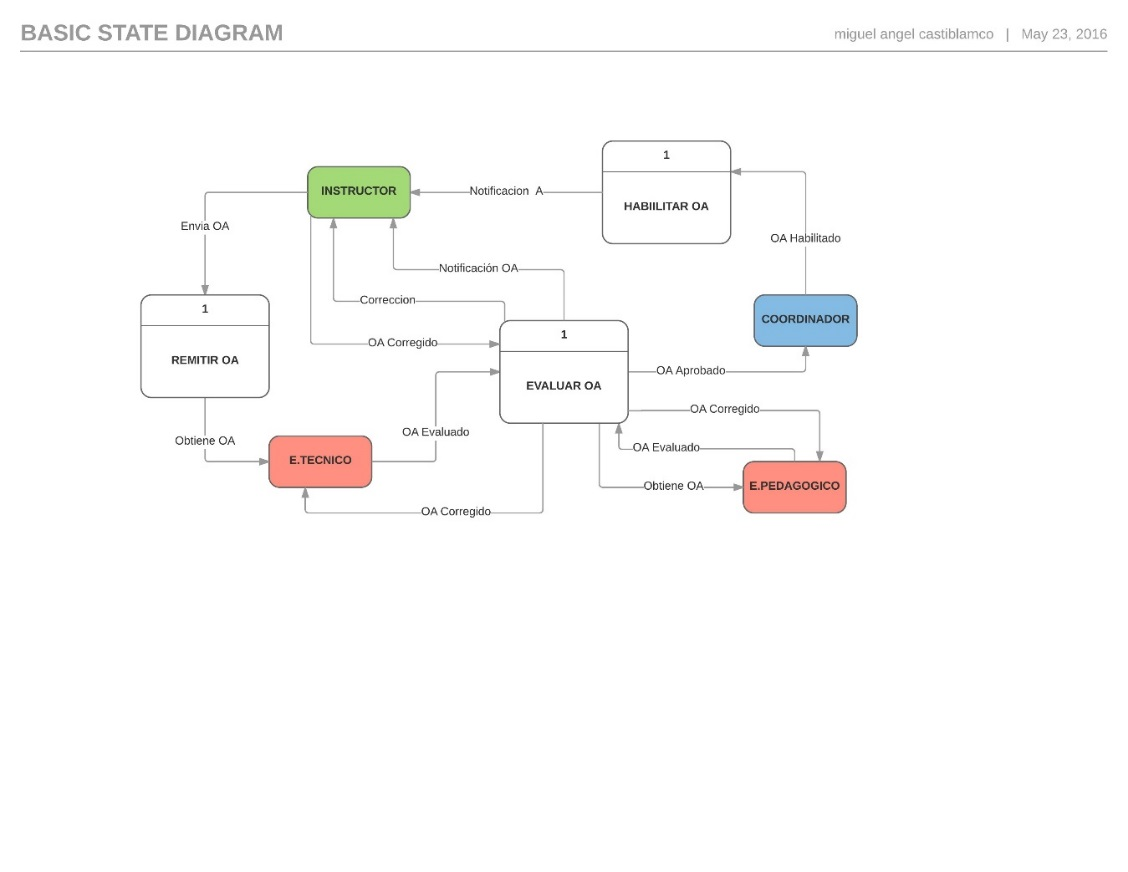 BASIC STATE DIAGRAM
miguel angel castiblamco | May 23, 2016
1
HABIILITAR OA
INSTRUCTOR
Notificacion A
Envia OA
OA Habilitado
Notificación OA
Correccion
1
REMITIR OA
COORDINADOR
1
EVALUAR OA
OA Corregido
OA Aprobado
OA Corregido
OA Evaluado
Obtiene OA
OA Evaluado
E.TECNICO
E.PEDAGOGICO
Obtiene OA
OA Corregido